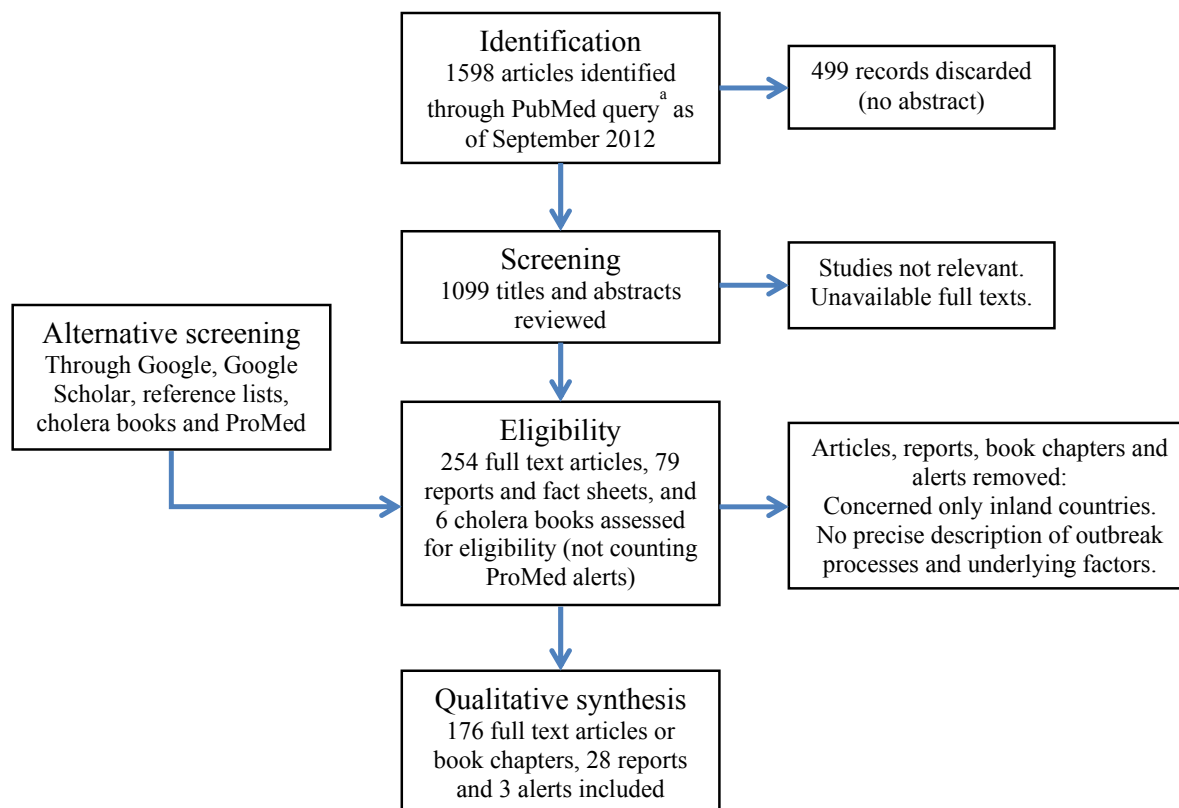 Identification
1598 articles identified
through PubMed queryᵃ as
of September 2012
499 records discarded
(no abstract)
Screening
1099 titles and abstracts
reviewed
Studies not relevant.
Unavailable full texts.
Alternative screening
Through Google, Google
Scholar, reference lists,
cholera books and ProMed
Eligibility
254 full text articles, 79
reports and fact sheets, and
6 cholera books assessed
for eligibility (not counting
ProMed alerts)
Articles, reports, book chapters and
alerts removed:
Concerned only inland countries.
No precise description of outbreak
processes and underlying factors.
Qualitative synthesis
176 full text articles or
book chapters, 28 reports
and 3 alerts included